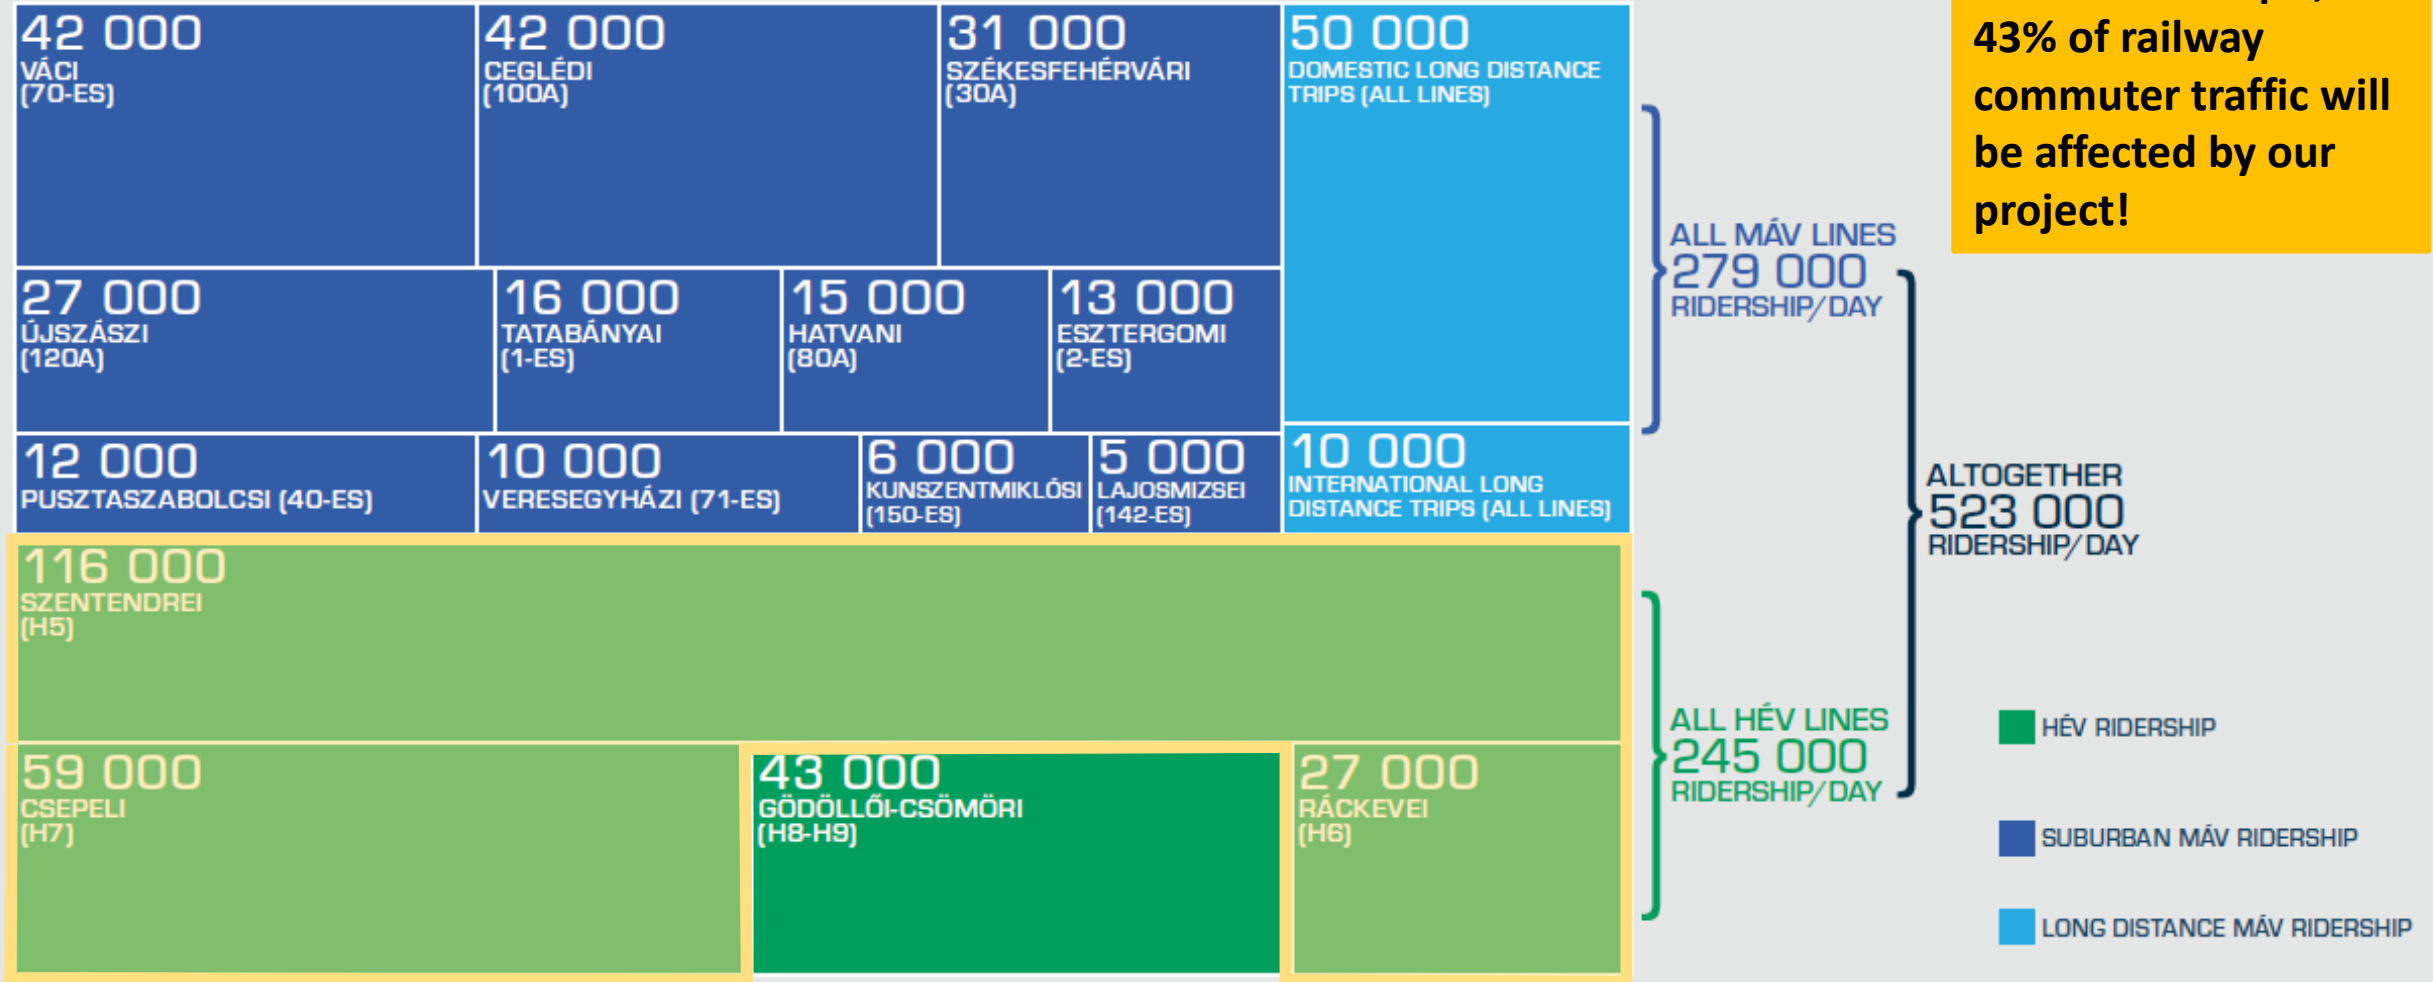 42 000
VÁCI
(70-ES)
42 000
CEGLÉDI
(100A)
31 000
SZÉKESFEHÉRVÁRI
(30A)
50 000
DOMESTIC LONG DISTANCE
TRIPS (ALL LINES)
27 000
ÚJSZÁSZI
(120A)
16 000
TATABÁNYAI
(1-ES)
15 000
HATVANI
(80A)
13 000
ESZTERGOMI
(2-ES)
12 000
PUSZTASZABOLCSI (40-ES)
10 000
VERESEGYHÁZI (71-ES)
6 000
KUNSZENTMIKLÓSI
(150-ES)
5 000
LAJOSMIZSEI
(142-ES)
10 000
INTERNATIONAL LONG
DISTANCE TRIPS (ALL LINES)
116 000
SZENTENDREI
(H5)
59 000
CSEPELI
(H7)
43 000
GÖDÖLLŐI-CSÖMÖRI
(H8-H9)
27 000
RÁCKEVEI
(H6)
ALL MÁV LINES
279 000
RIDERSHIP/DAY
ALL HÉV LINES
245 000
RIDERSHIP/DAY
ALTOGETHER
523 000
RIDERSHIP/DAY
43% of railway
commuter traffic will
be affected by our
project!
HÉV RIDERSHIP
SUBURBAN MÁV RIDERSHIP
LONG DISTANCE MÁV RIDERSHIP